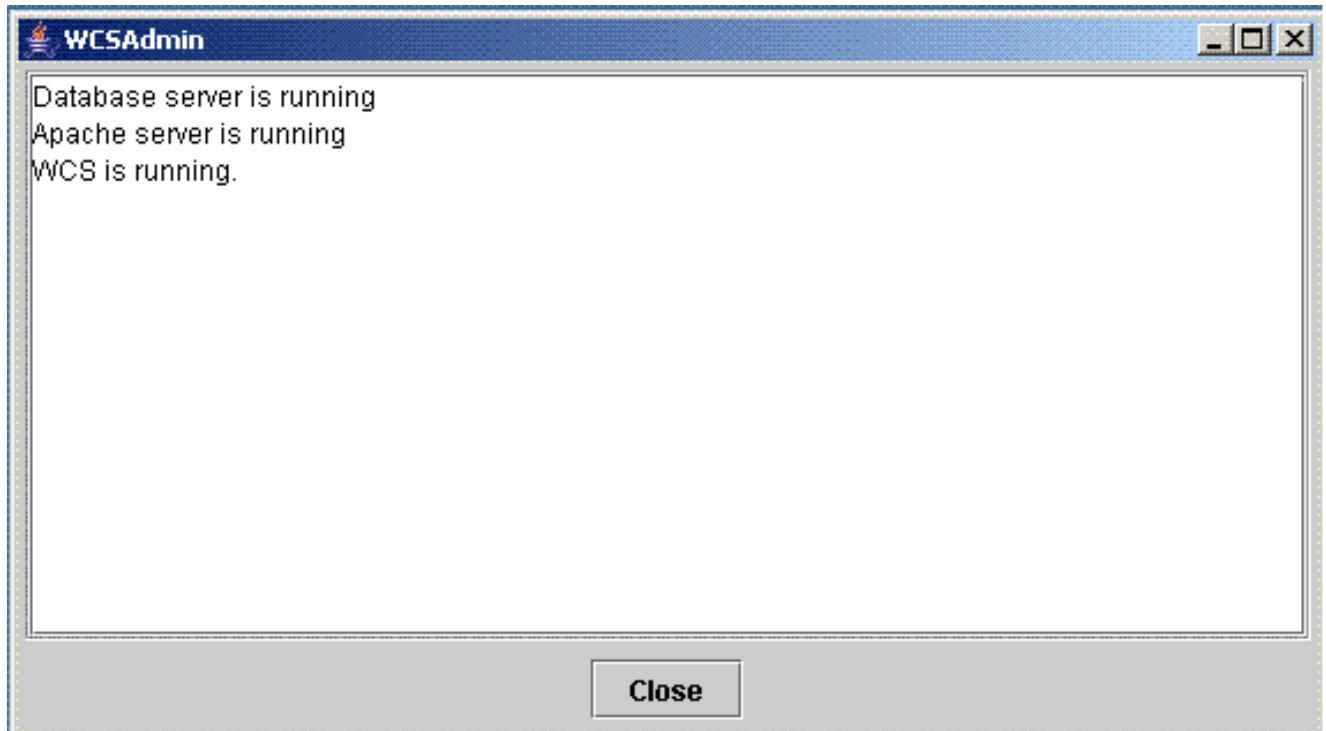 WCSAdmin
Database server is running
Apache server is running
WCS is running.
Close